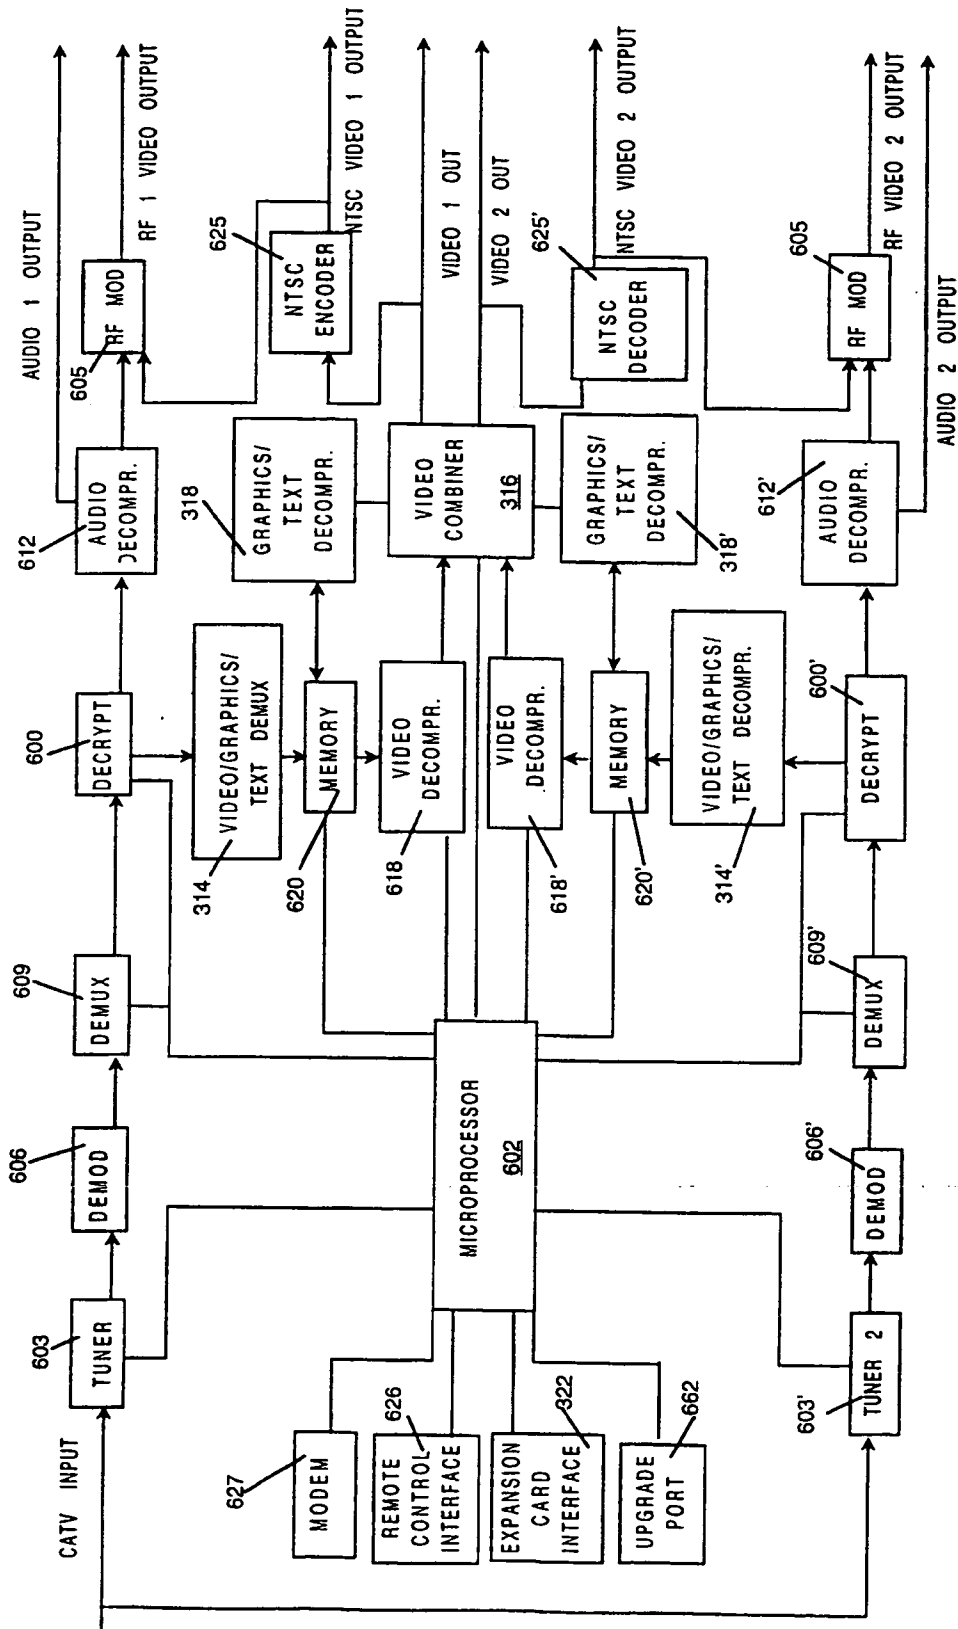 CATV INPUT
603
TUNER
606
DEMOD
609
DEMUX
600
DECRYPT
612
AUDIO
DECOMPR.
605
RF MOD
AUDIO 1 OUTPUT
RF 1 VIDEO OUTPUT
314
VIDEO/GRAPHICS/
TEXT DEMUX
318
GRAPHICS/
TEXT
DECOMPR.
625
NTSC
ENCODER
NTSC VIDEO 1 OUTPUT
627
MODEM
620
MEMORY
626
REMOTE
CONTROL
INTERFACE
618
VIDEO
DECOMPR.
VIDEO
COMBINER
316
VIDEO 1 OUT
VIDEO 2 OUT
MICROPROCESSOR
602
322
EXPANSION
CARD
INTERFACE
618'
VIDEO
DECOMPR.
662
UPGRADE
PORT
620'
MEMORY
318'
GRAPHICS/
TEXT
DECOMPR.
625'
NTSC
DECODER
NTSC VIDEO 2 OUTPUT
314'
VIDEO/GRAPHCS/
TEXT DECOMPR.
603'
TUNER 2
606'
DEMOD
609'
DEMUX
600'
DECRYPT
612'
AUDIO
DECOMPR.
605
RF MOD
RF VIDEO 2 OUTPUT
AUDIO 2 OUTPUT